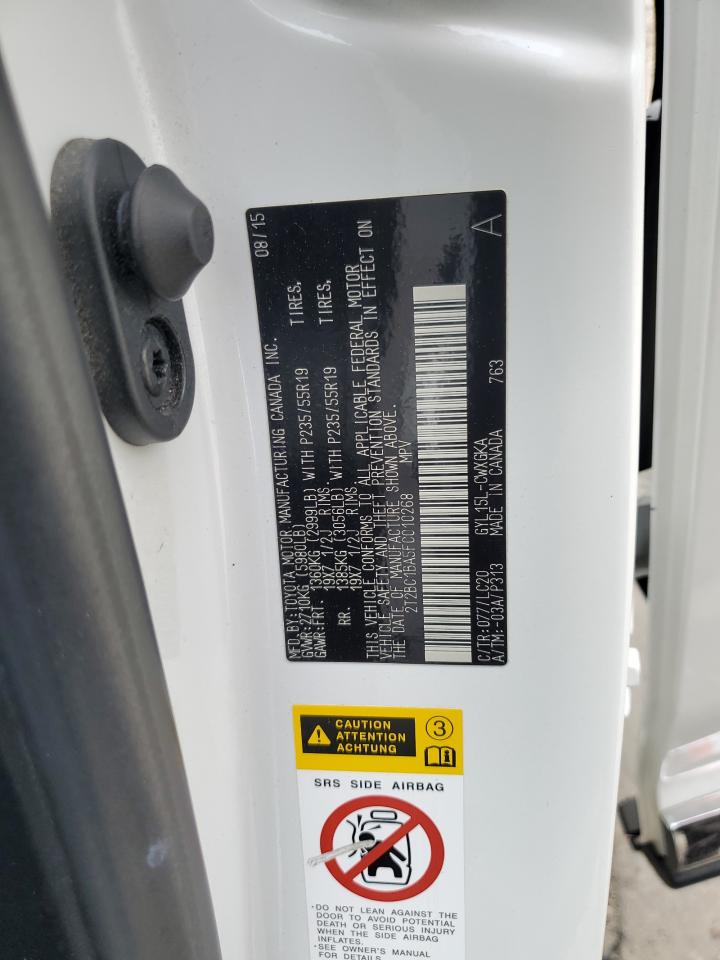 MFD.BY:TOYOTA MOTOR MANUFACTURING CANADA INC. 08/15
GVWR:2710KG (5980LB)
GAWR:FRT. 1360KG (2999LB) WITH P235/55R19 TIRES,
19X7 1/2J RIMS.
RR. 1385KG (3056LB) WITH P235/55R19 TIRES,
19X7 1/2J RIMS.
THIS VEHICLE CONFORMS TO ALL APPLICABLE FEDERAL MOTOR
VEHICLE SAFETY AND THEFT PREVENTION STANDARDS IN EFFECT ON
THE DATE OF MANUFACTURE SHOWN ABOVE.
2T2BC1BA5FC010268 MPV
C/TR:077/LC20 GYL15L-CWXGKA A
A/TM:-03A/P313 MADE IN CANADA 763
CAUTION
ATTENTION
ACHTUNG
3
SRS SIDE AIRBAG
·DO NOT LEAN AGAINST THE
DOOR TO AVOID POTENTIAL
DEATH OR SERIOUS INJURY
WHEN THE SIDE AIRBAG
INFLATES.
·SEE OWNER'S MANUAL
FOR MORE DETAILS.